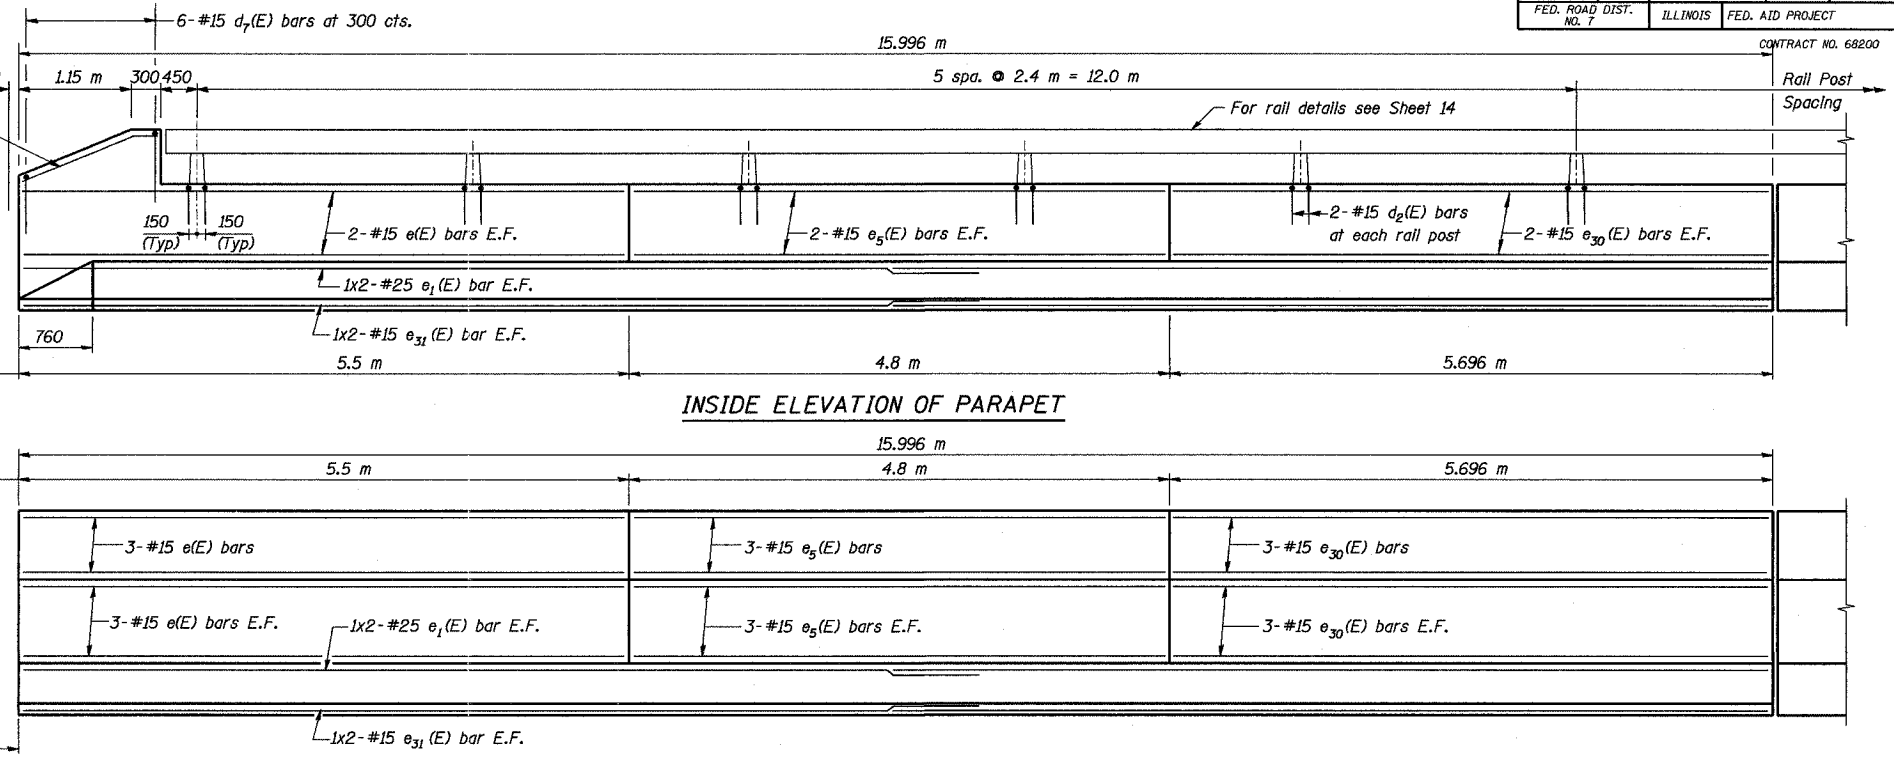 FED. ROAD DIST. NO. 7
ILLINOIS
FED. AID PROJECT
CONTRACT NO. 68200
6-#15 d7(E) bars at 300 cts.
15.996 m
1.15 m
300
450
5 spa. @ 2.4 m = 12.0 m
Rail Post Spacing
For rail details see Sheet 14
150 (Typ)
150 (Typ)
2-#15 e(E) bars E.F.
2-#15 e5(E) bars E.F.
2-#15 d2(E) bars
at each rail post
2-#15 e30(E) bars E.F.
1x2-#25 e1(E) bar E.F.
1x2-#15 e31(E) bar E.F.
760
5.5 m
4.8 m
5.696 m
INSIDE ELEVATION OF PARAPET
15.996 m
5.5 m
4.8 m
5.696 m
3-#15 e(E) bars
3-#15 e5(E) bars
3-#15 e30(E) bars
3-#15 e(E) bars E.F.
1x2-#25 e1(E) bar E.F.
3-#15 e5(E) bars E.F.
3-#15 e30(E) bars E.F.
1x2-#15 e31(E) bar E.F.